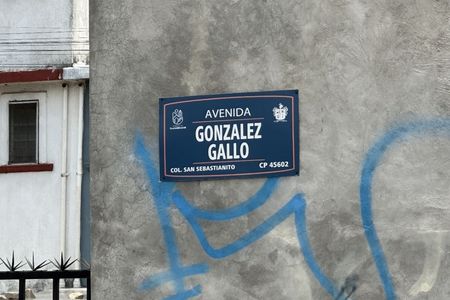 AVENIDA
GONZALEZ
GALLO
COL. SAN SEBASTIANITO CP 45602